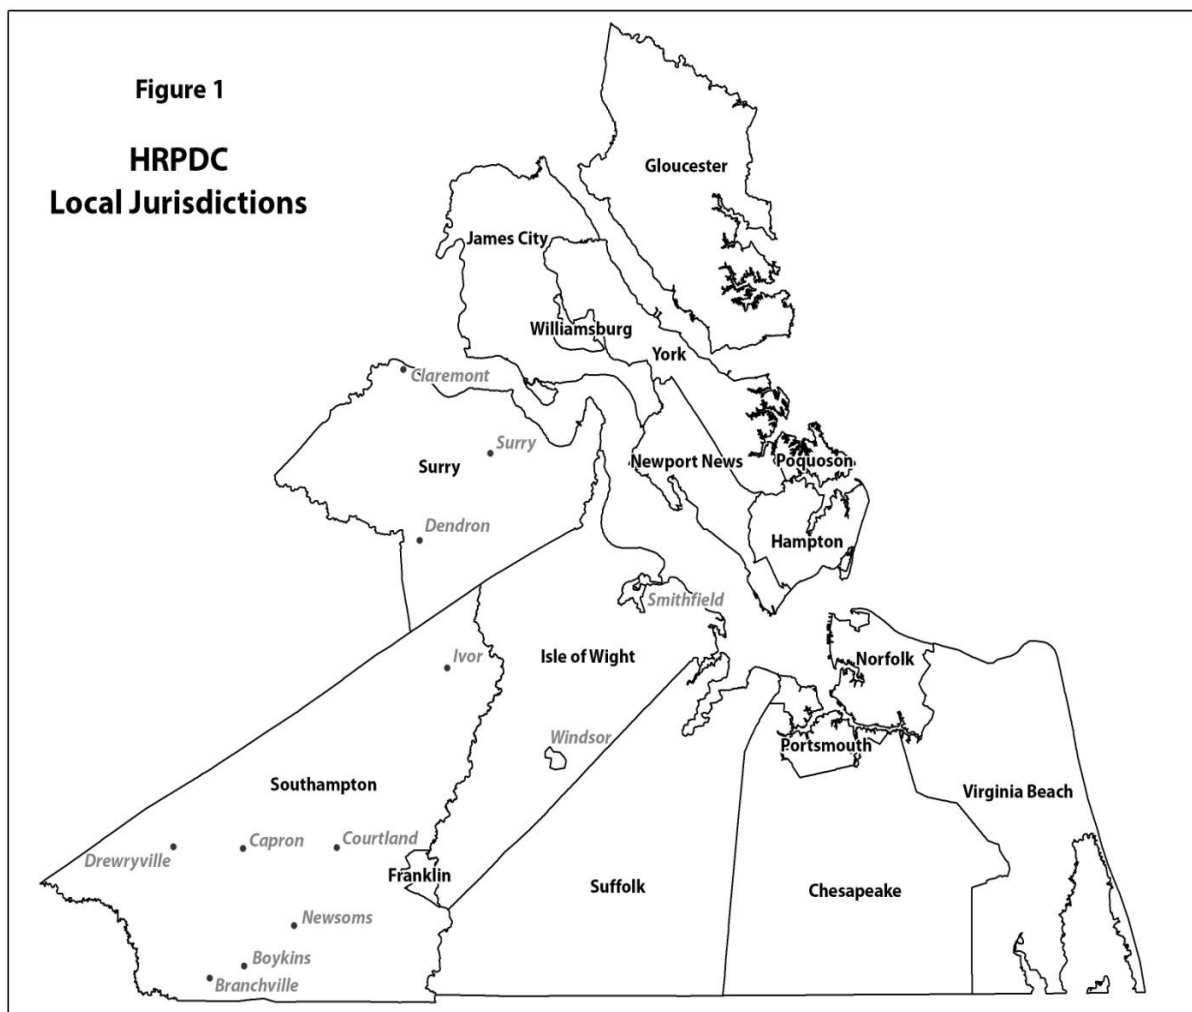 Figure 1
HRPDC
Local Jurisdictions
Gloucester
James City
Williamsburg
York
Claremont
Surry
Surry
Newport News
Poquoson
Dendron
Hampton
Smithfield
Ivor
Isle of Wight
Norfolk
Windsor
Portsmouth
Southampton
Virginia Beach
Drewryville
Capron
Courtland
Franklin
Suffolk
Chesapeake
Newsoms
Boykins
Branchville